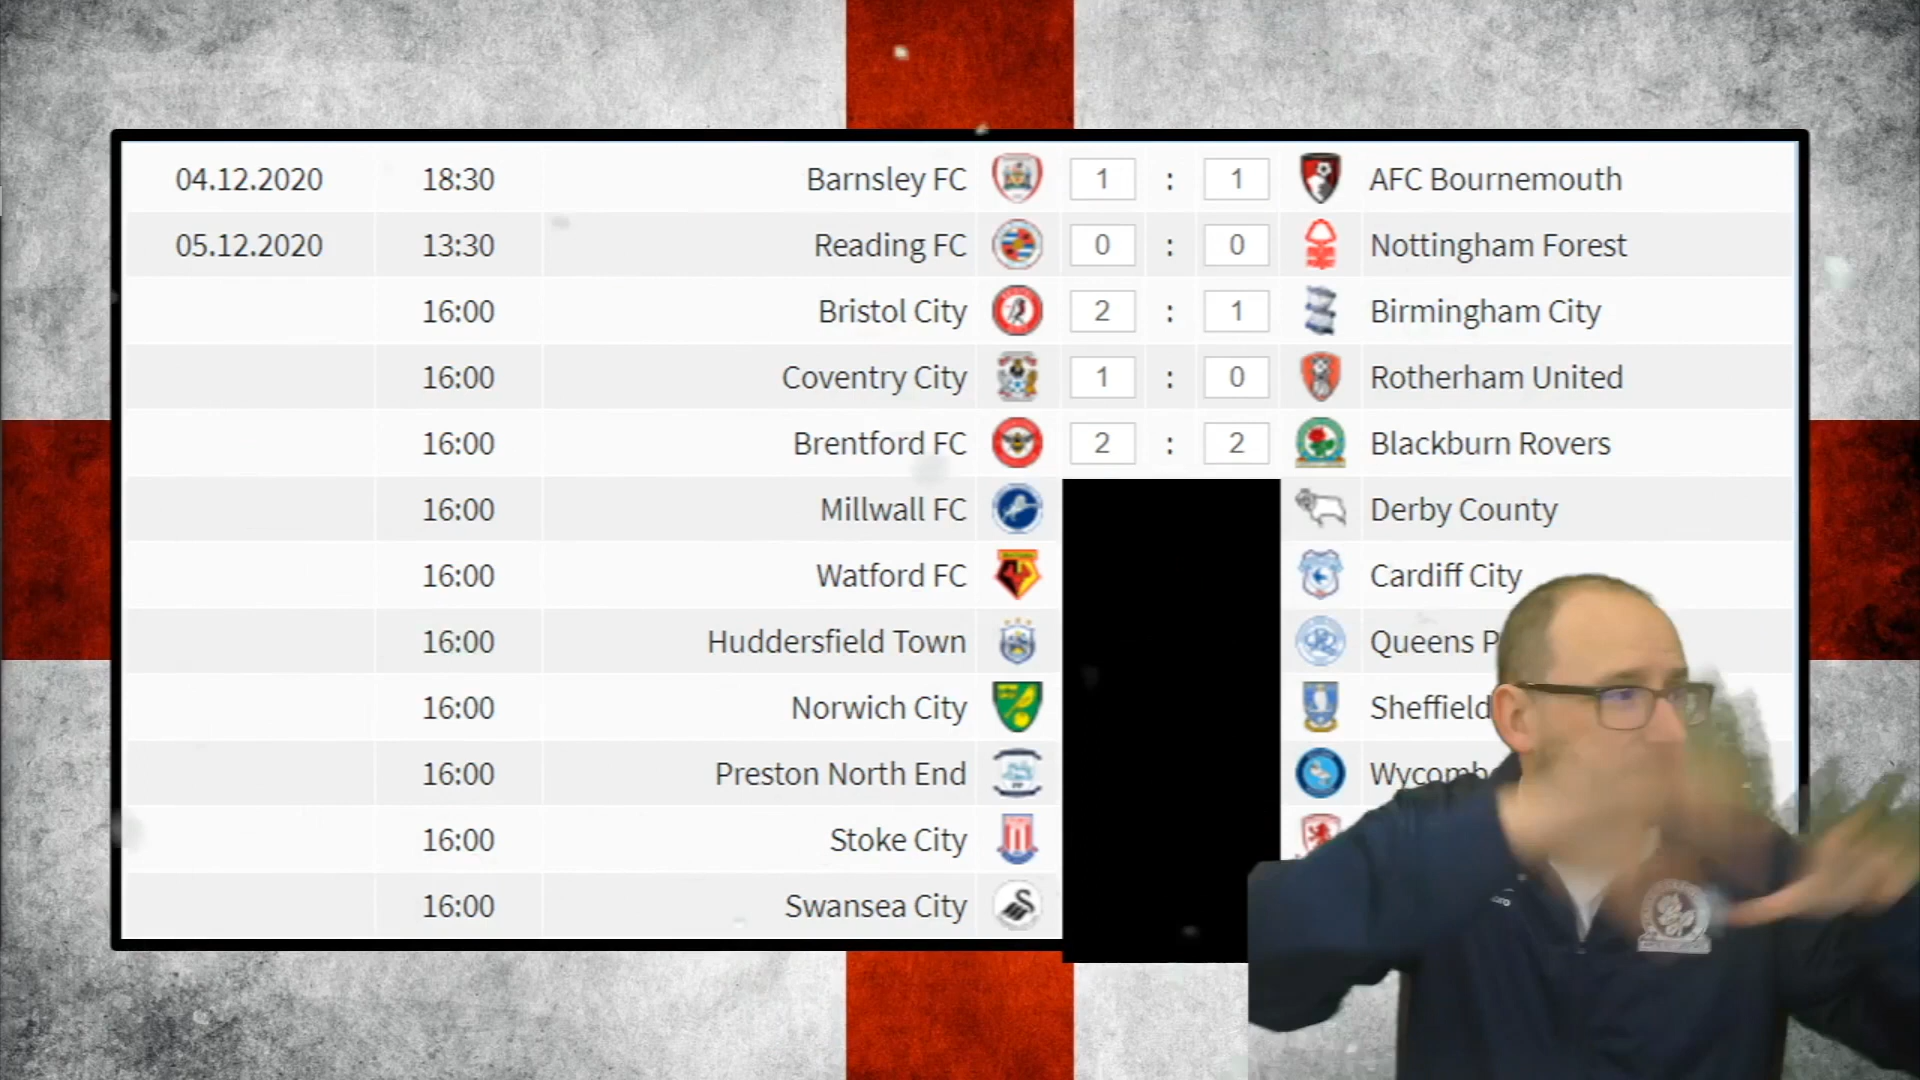 04.12.2020 18:30 Barnsley FC 1 : 1 AFC Bournemouth
05.12.2020 13:30 Reading FC 0 : 0 Nottingham Forest
16:00 Bristol City 2 : 1 Birmingham City
16:00 Coventry City 1 : 0 Rotherham United
16:00 Brentford FC 2 : 2 Blackburn Rovers
16:00 Millwall FC Derby County
16:00 Watford FC Cardiff City
16:00 Huddersfield Town Queens P
16:00 Norwich City Sheffield
16:00 Preston North End Wycomb
16:00 Stoke City
16:00 Swansea City